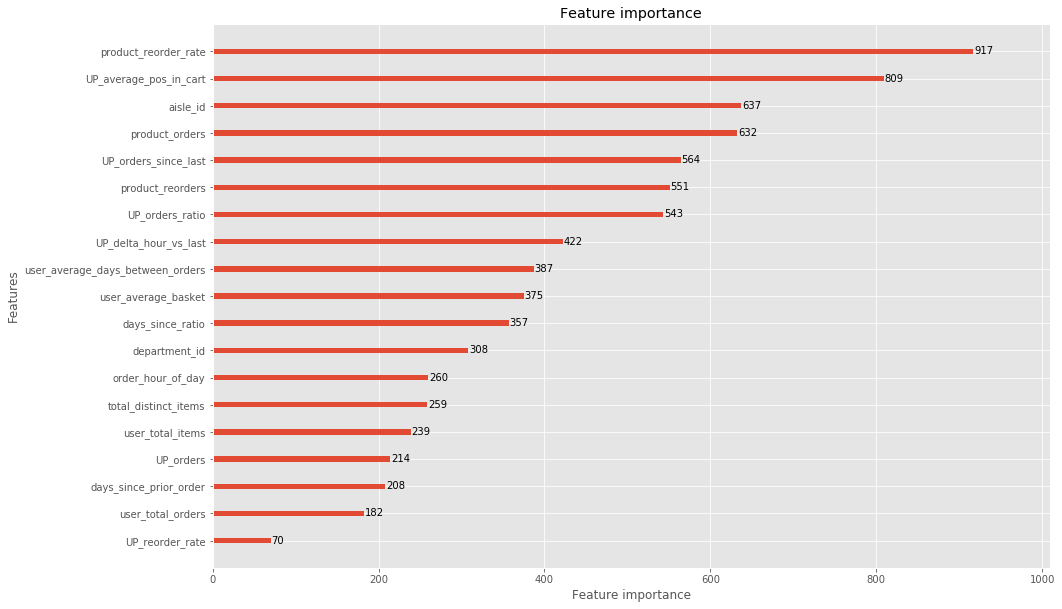 Feature importance
product_reorder_rate 917
UP_average_pos_in_cart 809
aisle_id 637
product_orders 632
UP_orders_since_last 564
product_reorders 551
UP_orders_ratio 543
UP_delta_hour_vs_last 422
user_average_days_between_orders 387
user_average_basket 375
days_since_ratio 357
department_id 308
order_hour_of_day 260
total_distinct_items 259
user_total_items 239
UP_orders 214
days_since_prior_order 208
user_total_orders 182
UP_reorder_rate 70
Features
0 200 400 600 800 1000
Feature importance